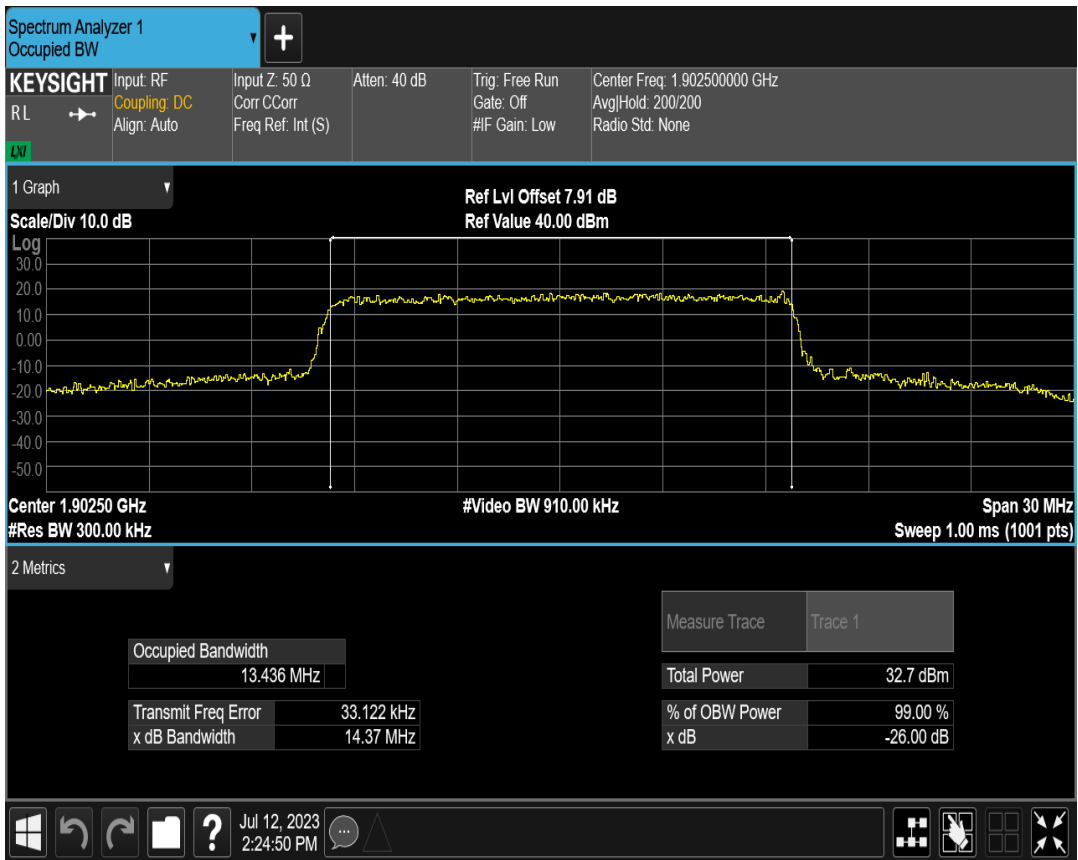 Spectrum Analyzer 1
Occupied BW
KEYSIGHT
RL
LXI
Input: RF
Coupling: DC
Align: Auto
Input Z: 50 Ω
Corr CCorr
Freq Ref: Int (S)
Atten: 40 dB
Trig: Free Run
Gate: Off
#IF Gain: Low
Center Freq: 1.902500000 GHz
Avg|Hold: 200/200
Radio Std: None
1 Graph
Scale/Div 10.0 dB
Ref Lvl Offset 7.91 dB
Ref Value 40.00 dBm
Log
30.0
20.0
10.0
0.00
-10.0
-20.0
-30.0
-40.0
-50.0
Center 1.90250 GHz
#Res BW 300.00 kHz
#Video BW 910.00 kHz
Span 30 MHz
Sweep 1.00 ms (1001 pts)
2 Metrics
Measure Trace Trace 1
Occupied Bandwidth
13.436 MHz
Total Power 32.7 dBm
Transmit Freq Error 33.122 kHz
x dB Bandwidth 14.37 MHz
% of OBW Power 99.00 %
x dB -26.00 dB
?
Jul 12, 2023
2:24:50 PM